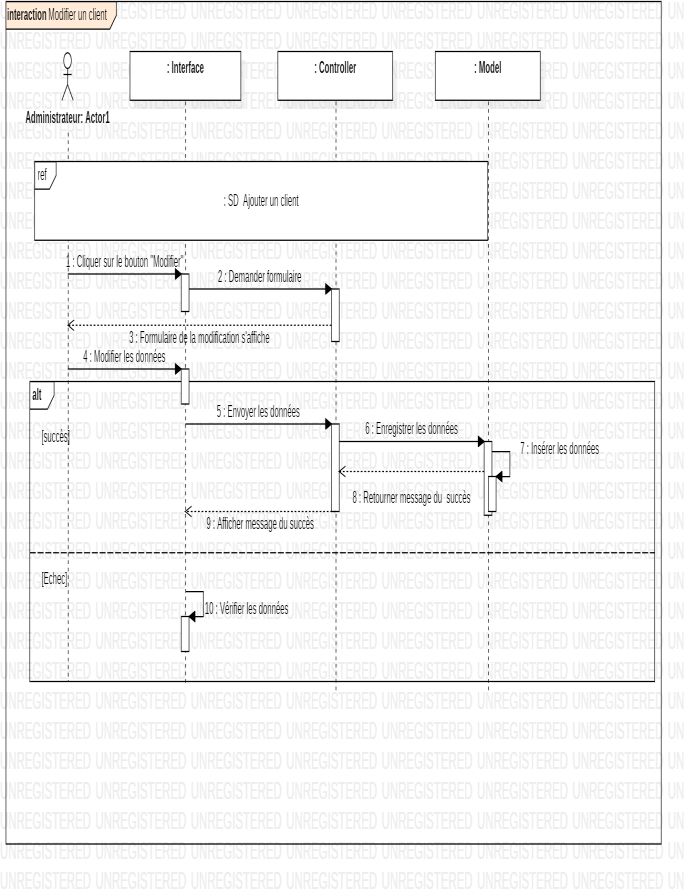 interaction Modifier un client
: Interface
: Controller
: Model
Administrateur: Actor1
ref
: SD Ajouter un client
1 : Cliquer sur le bouton "Modifier"
2 : Demander formulaire
3 : Formulaire de la modification s'affiche
4 : Modifier les données
alt
5 : Envoyer les données
6 : Enregistrer les données
[succès]
7 : Insérer les données
8 : Retourner message du succès
9 : Afficher message du succès
[Echec]
10 : Vérifier les données
UNREGISTERED